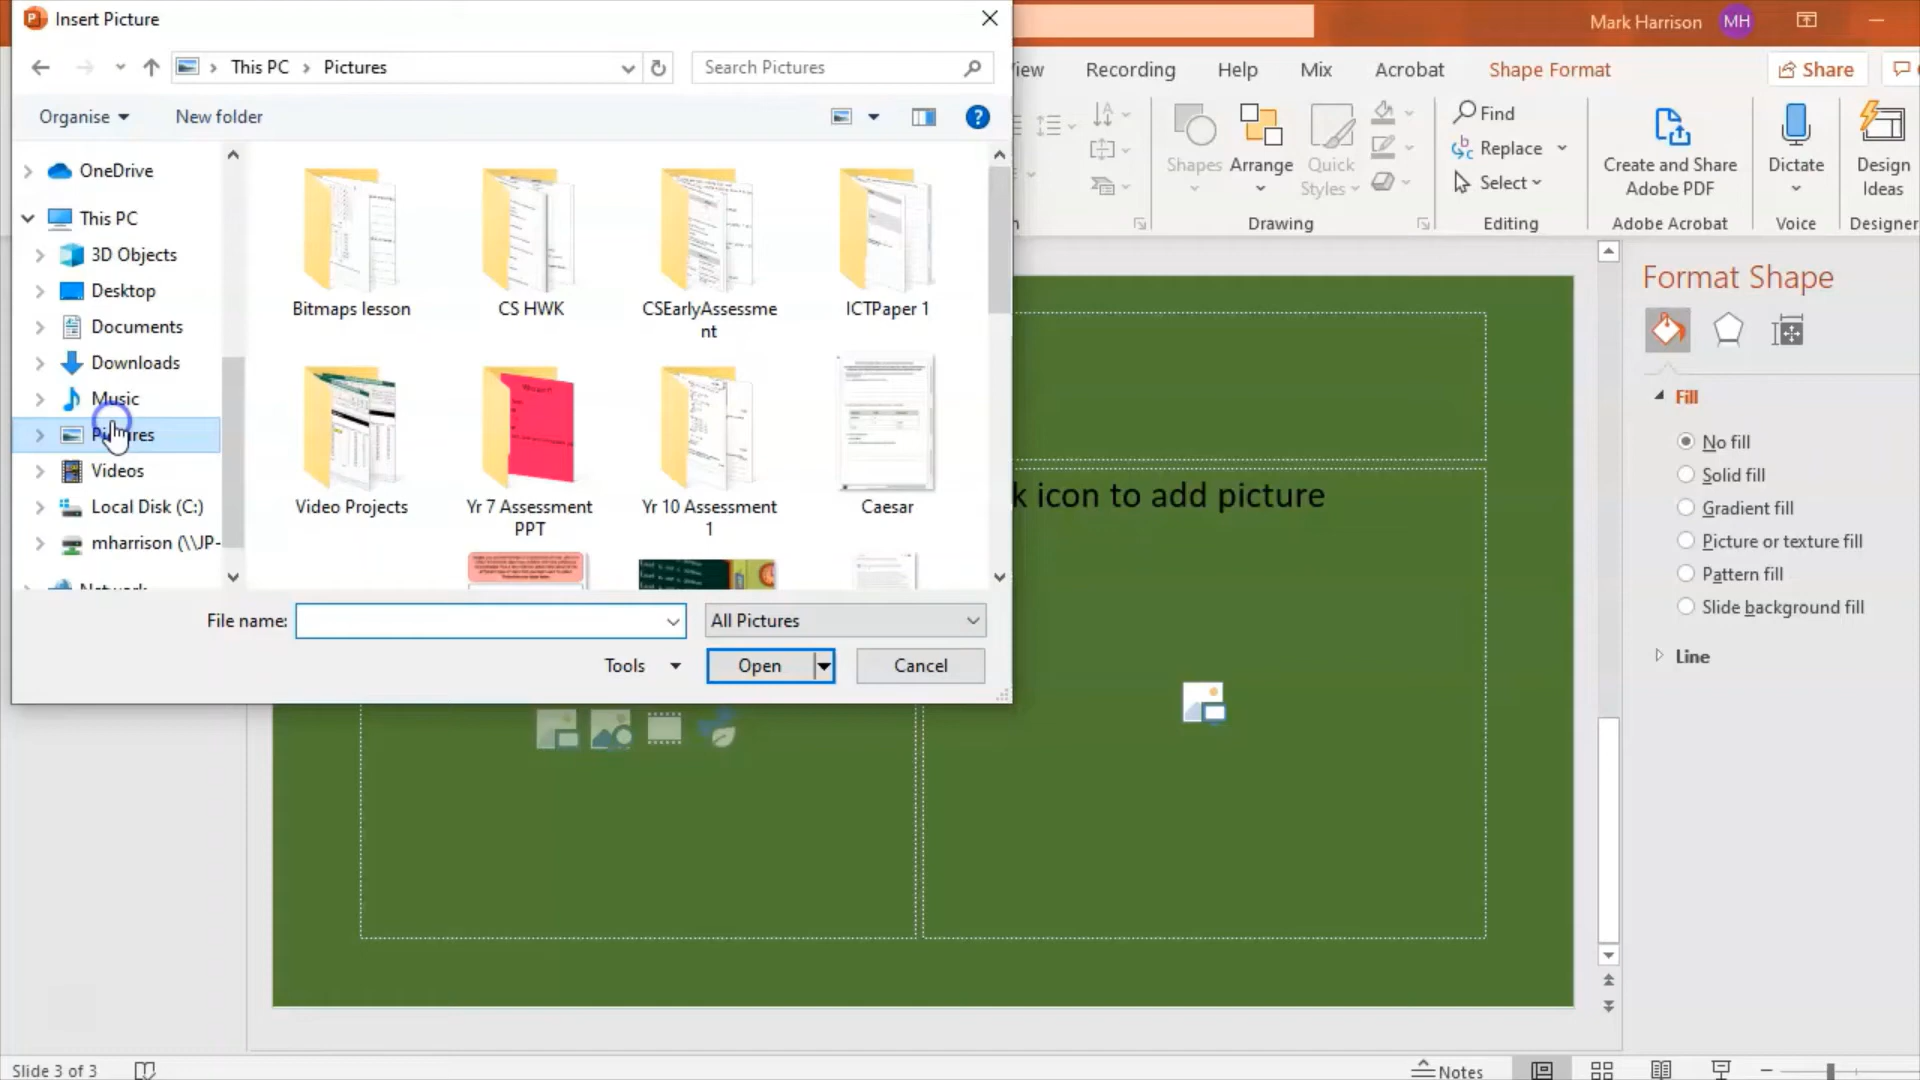 Insert Picture
Mark Harrison MH
This PC Pictures
Search Pictures
Recording Help Mix Acrobat Shape Format Share
Organise New folder
OneDrive
This PC
3D Objects
Desktop
Documents
Downloads
Music
Pictures
Videos
Local Disk (C:)
mharrison (\\JP-
Network
Bitmaps lesson
CS HWK
CSEarlyAssessme
nt
ICTPaper 1
Video Projects
Yr 7 Assessment
PPT
Yr 10 Assessment
1
Caesar
File name:
All Pictures
Tools Open Cancel
Shapes
Arrange
Quick
Styles
Drawing
Find
Replace
Select
Editing
Create and Share
Adobe PDF
Adobe Acrobat
Dictate
Voice
Design
Ideas
Designer
icon to add picture
Format Shape
Fill
No fill
Solid fill
Gradient fill
Picture or texture fill
Pattern fill
Slide background fill
Line
Slide 3 of 3
Notes